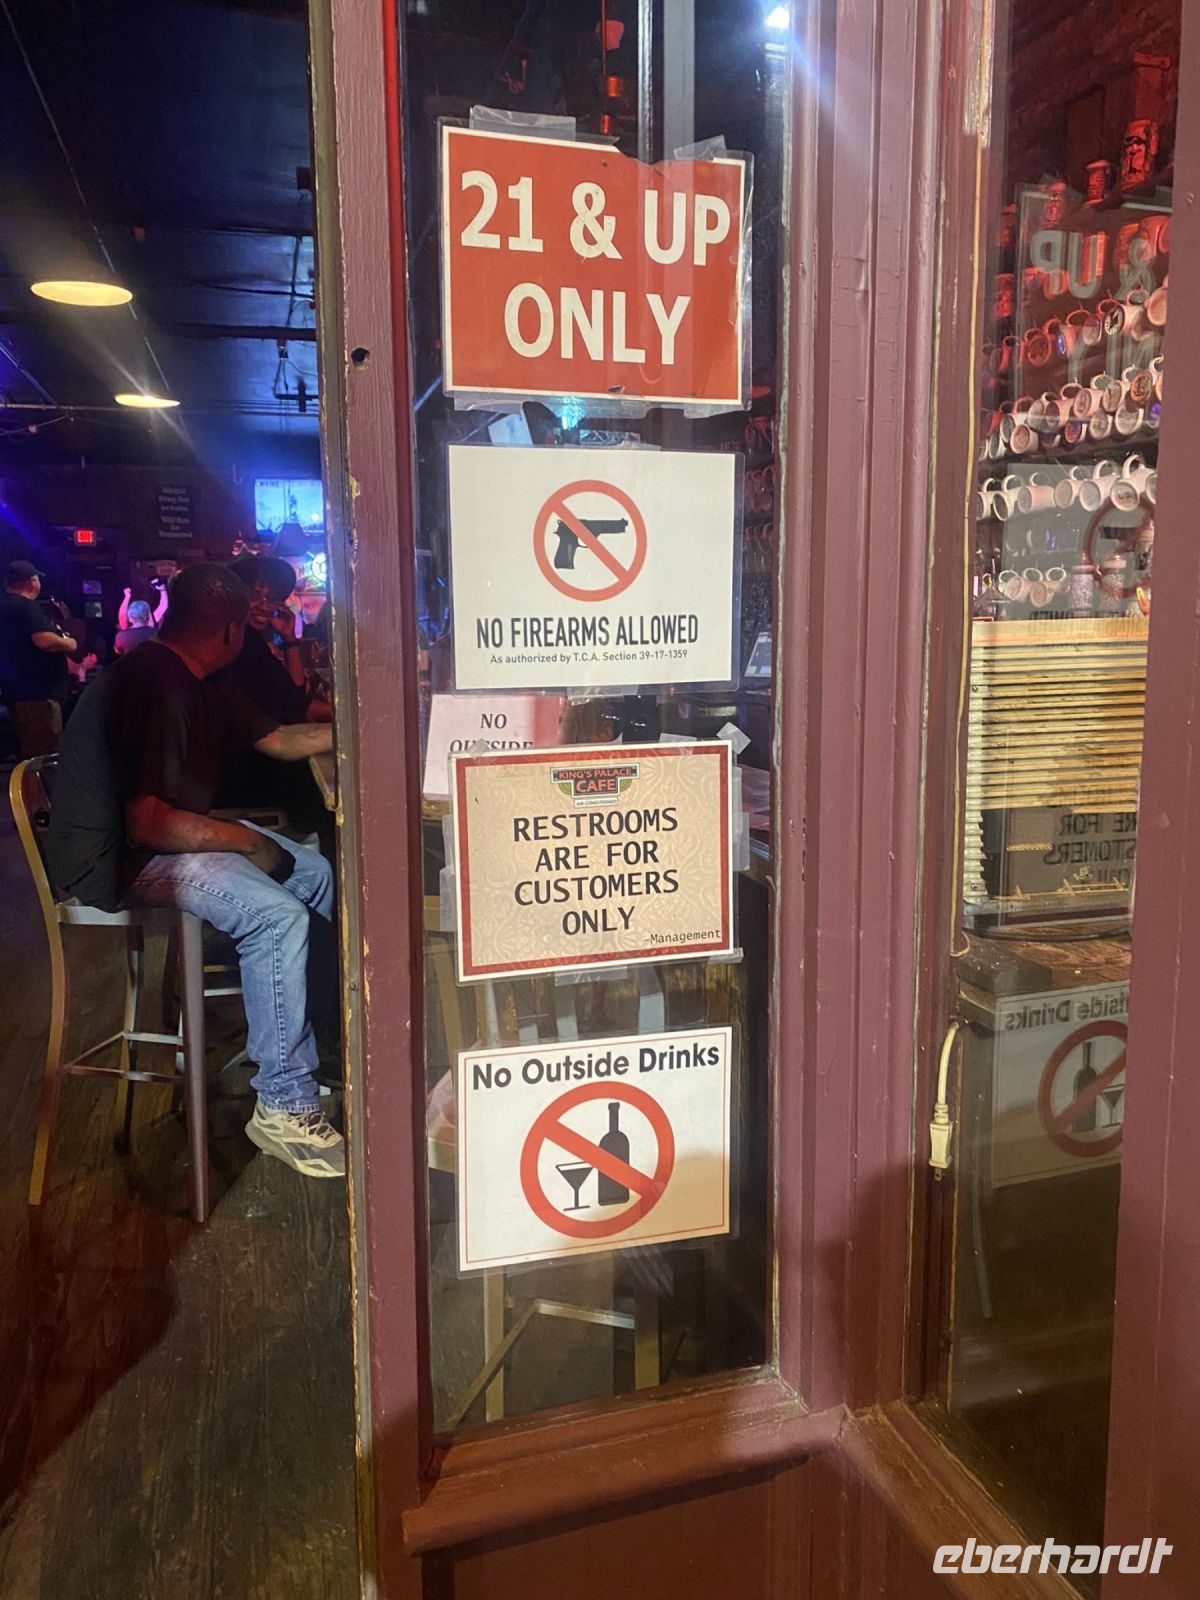 21 & UP
ONLY
NO FIREARMS ALLOWED
As authorized by T.C.A. Section 39-17-1359
NO
OUTSIDE
KING'S PALACE
CAFE
AIR CONDITIONED
RESTROOMS
ARE FOR
CUSTOMERS
ONLY
-Management
No Outside Drinks
eberhardt